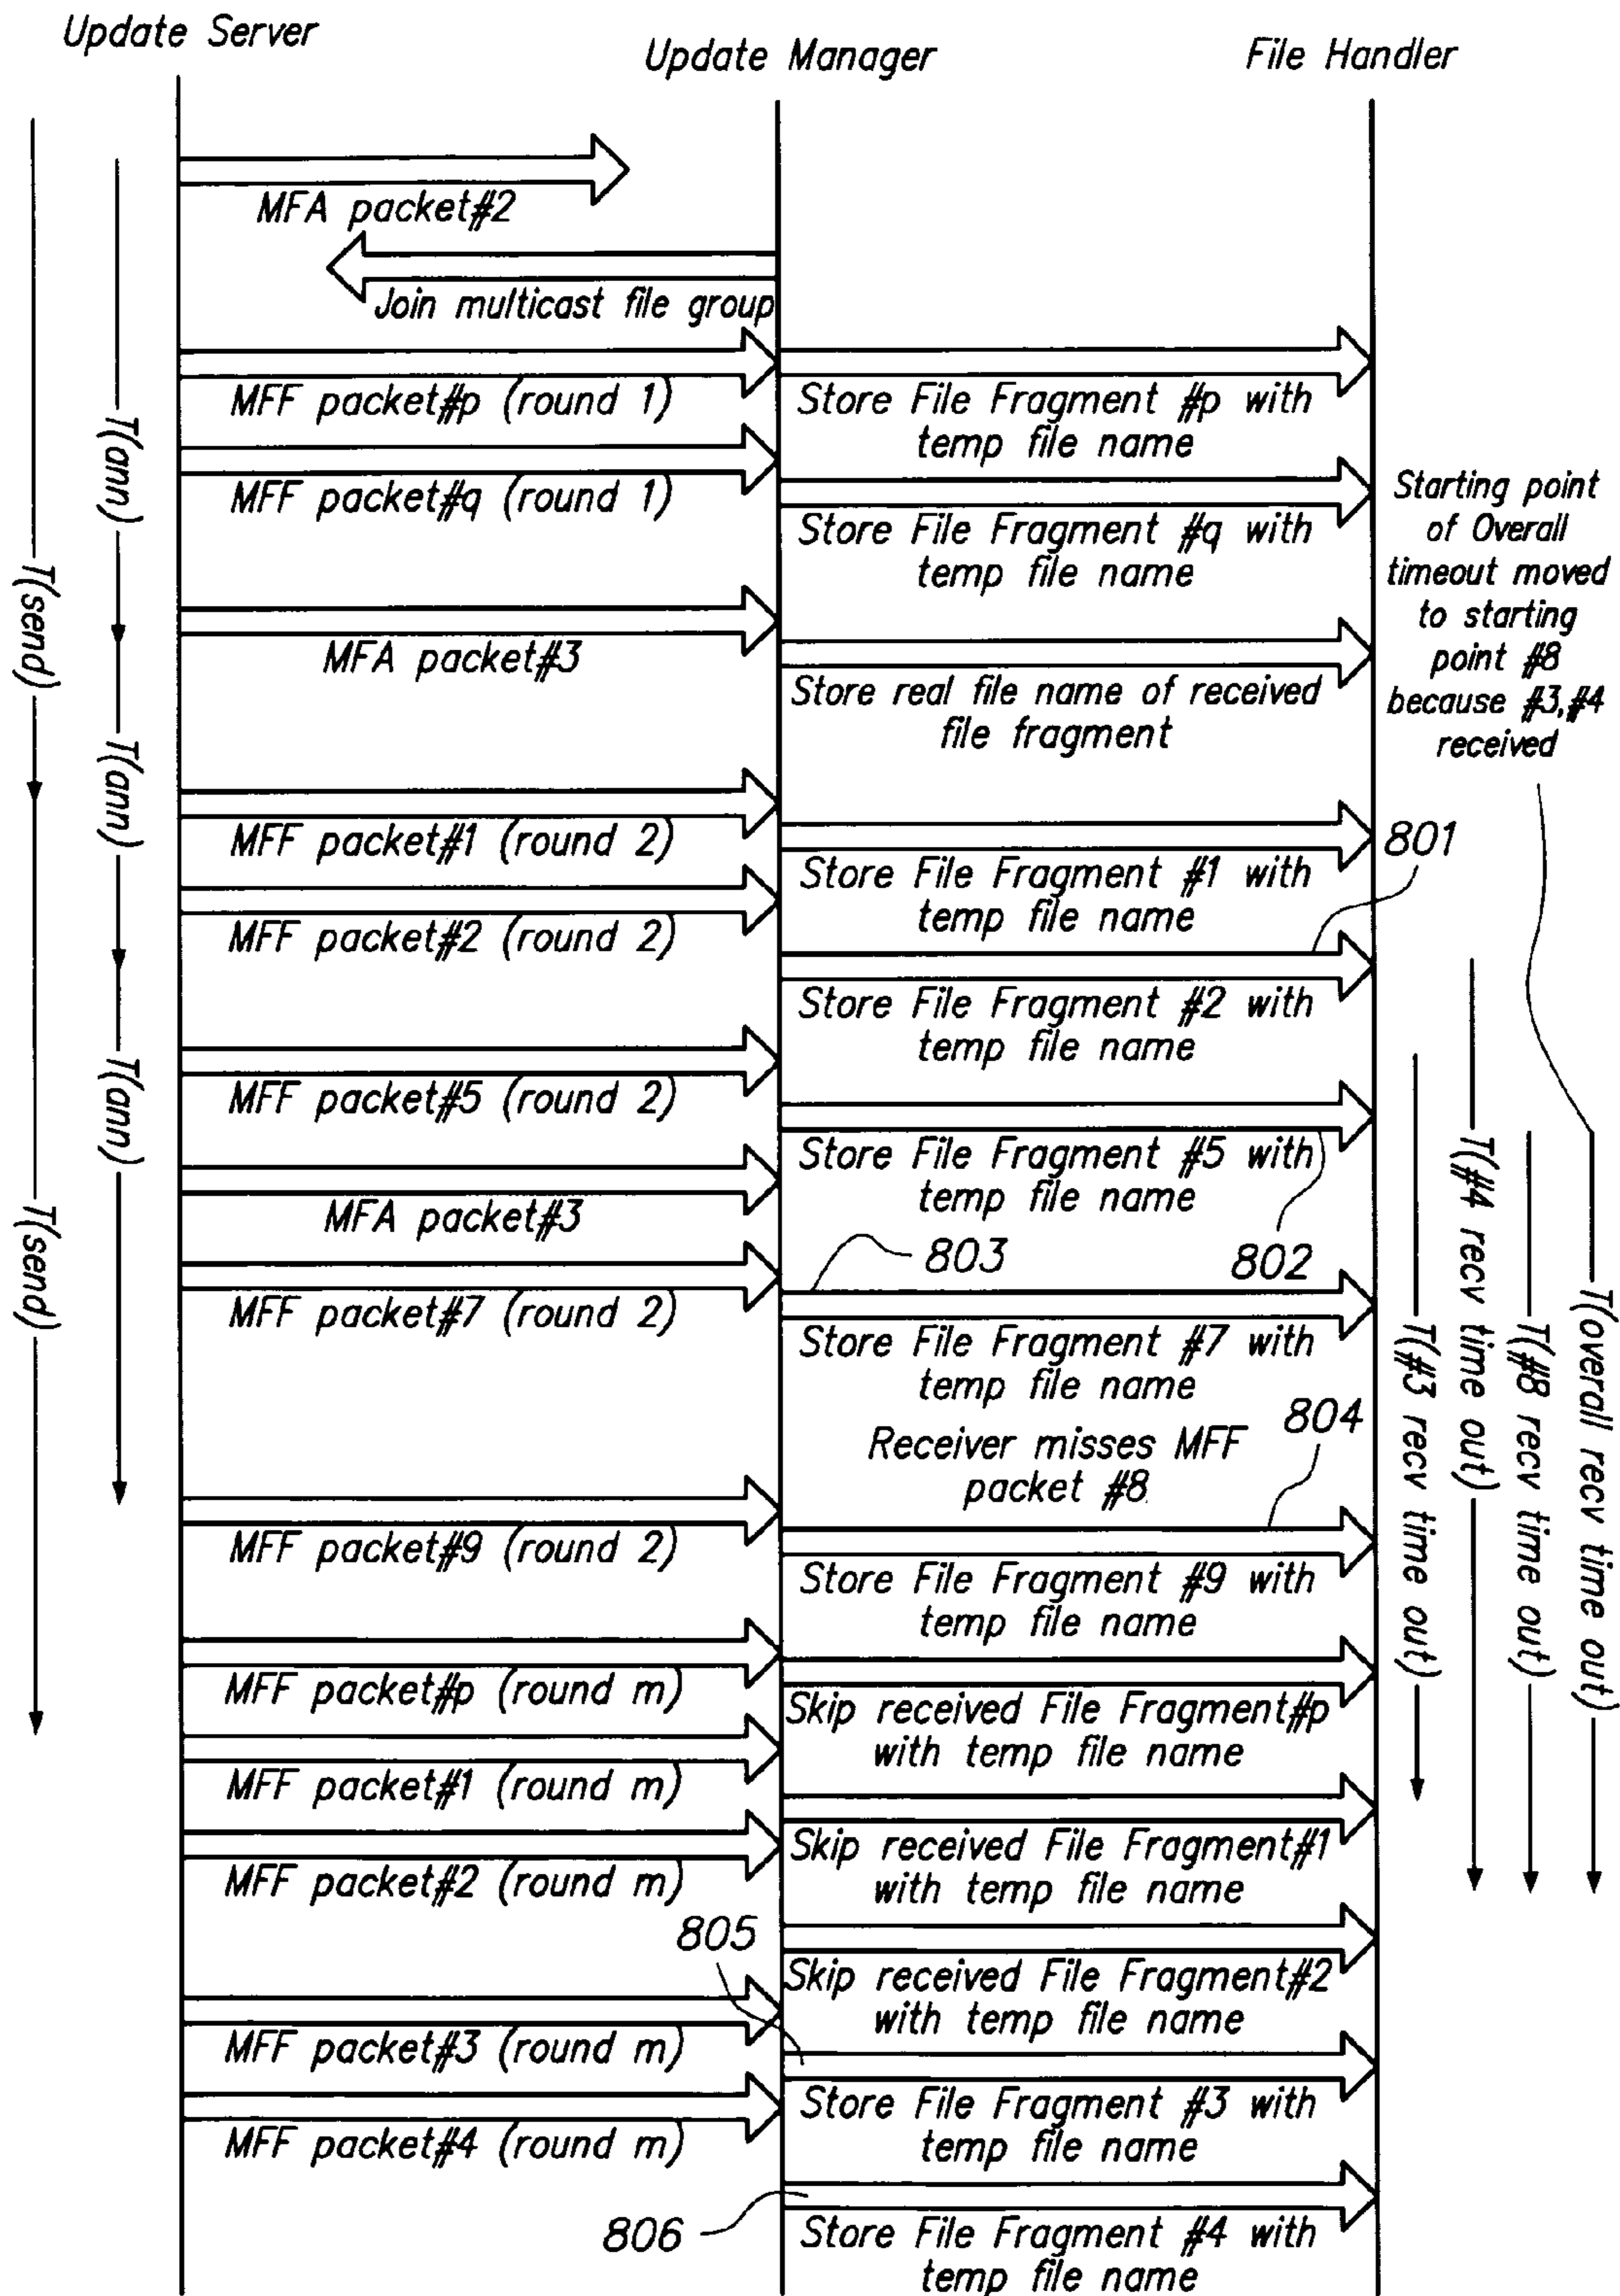 Update Server
Update Manager
File Handler
MFA packet#2
Join multicast file group
MFF packet#p (round 1)
Store File Fragment #p with
temp file name
MFF packet#q (round 1)
Store File Fragment #q with
temp file name
Starting point
of Overall
timeout moved
to starting
point #8
because #3,#4
received
T(ann)
T(send)
MFA packet#3
Store real file name of received
file fragment
T(ann)
MFF packet#1 (round 2)
Store File Fragment #1 with
temp file name
801
MFF packet#2 (round 2)
Store File Fragment #2 with
temp file name
T(ann)
MFF packet#5 (round 2)
Store File Fragment #5 with
temp file name
802
T(send)
MFA packet#3
803
MFF packet#7 (round 2)
Store File Fragment #7 with
temp file name
T(#3 recv time out)
T(#4 recv time out)
T(#8 recv time out)
T(overall recv time out)
Receiver misses MFF
packet #8
804
MFF packet#9 (round 2)
Store File Fragment #9 with
temp file name
MFF packet#p (round m)
Skip received File Fragment#p
with temp file name
MFF packet#1 (round m)
Skip received File Fragment#1
with temp file name
MFF packet#2 (round m)
Skip received File Fragment#2
with temp file name
805
MFF packet#3 (round m)
Store File Fragment #3 with
temp file name
MFF packet#4 (round m)
806
Store File Fragment #4 with
temp file name